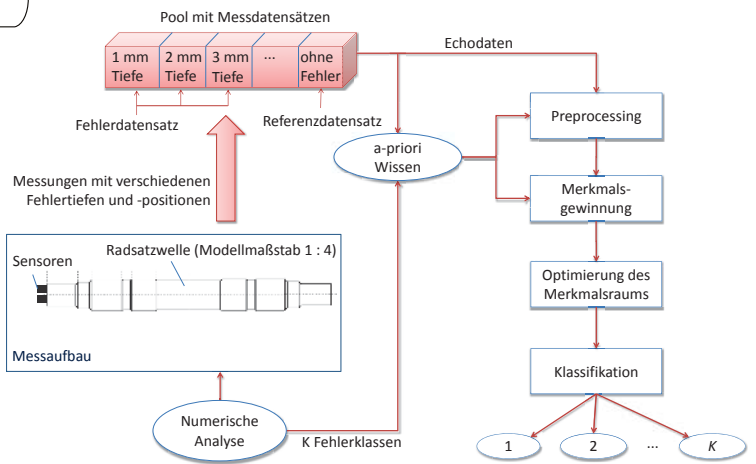 Pool mit Messdatensätzen
1 mm
Tiefe
2 mm
Tiefe
3 mm
Tiefe
...
ohne
Fehler
Echodaten
Fehlerdatensatz
Referenzdatensatz
a-priori
Wissen
Preprocessing
Messungen mit verschiedenen
Fehlertiefen und -positionen
Merkmals-
gewinnung
Sensoren
Radsatzwelle (Modellmaßstab 1 : 4)
Optimierung des
Merkmalsraums
Messaufbau
Klassifikation
Numerische
Analyse
K Fehlerklassen
1
2
...
K